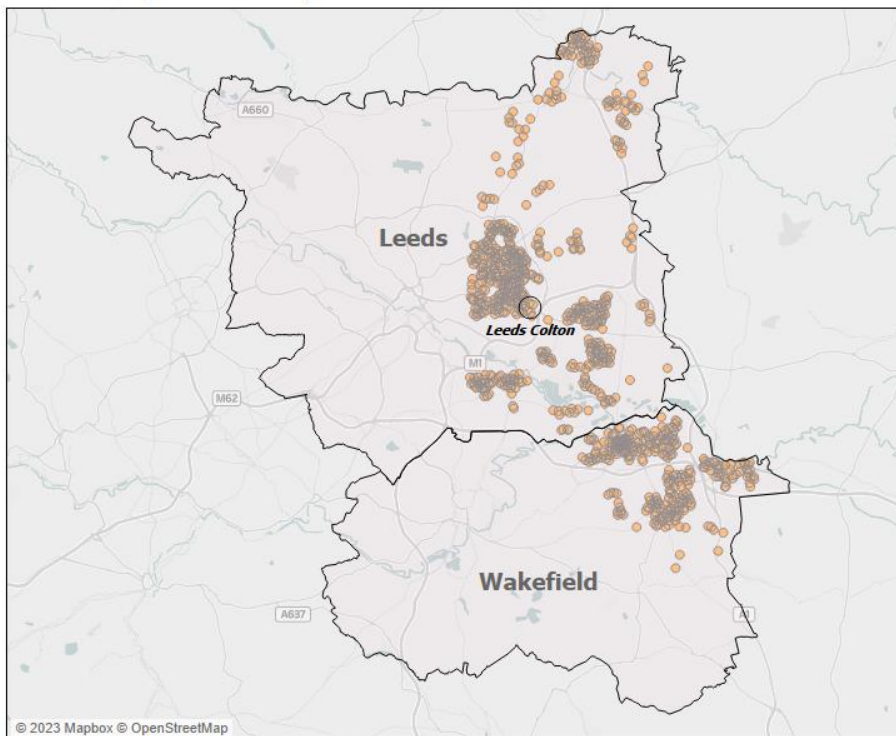 A660
Leeds
Leeds Colton
M1
M62
Wakefield
A637
A1
© 2023 Mapbox © OpenStreetMap